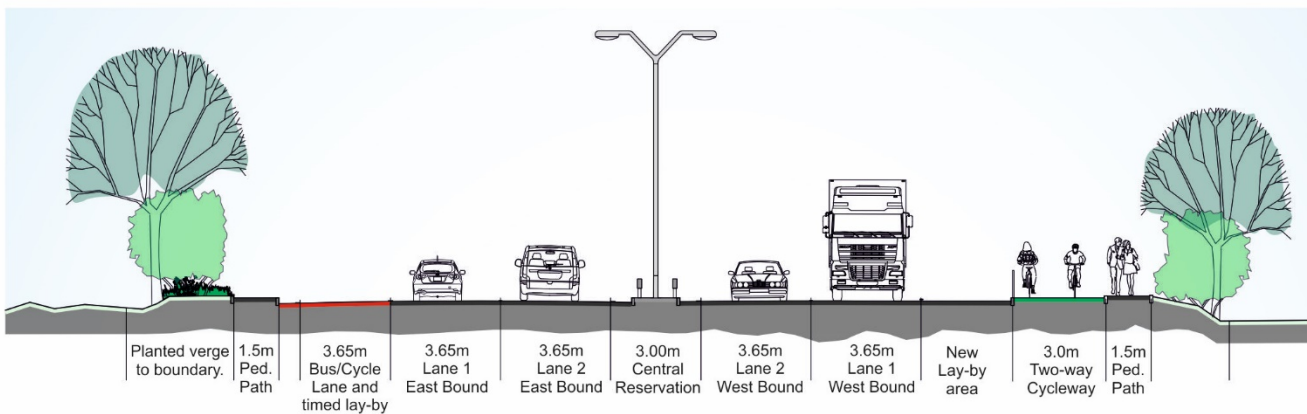 Planted verge
to boundary.
1.5m
Ped.
Path
3.65m
Bus/Cycle
Lane and
timed lay-by
3.65m
Lane 1
East Bound
3.65m
Lane 2
East Bound
3.00m
Central
Reservation
3.65m
Lane 2
West Bound
3.65m
Lane 1
West Bound
New
Lay-by
area
3.0m
Two-way
Cycleway
1.5m
Ped.
Path